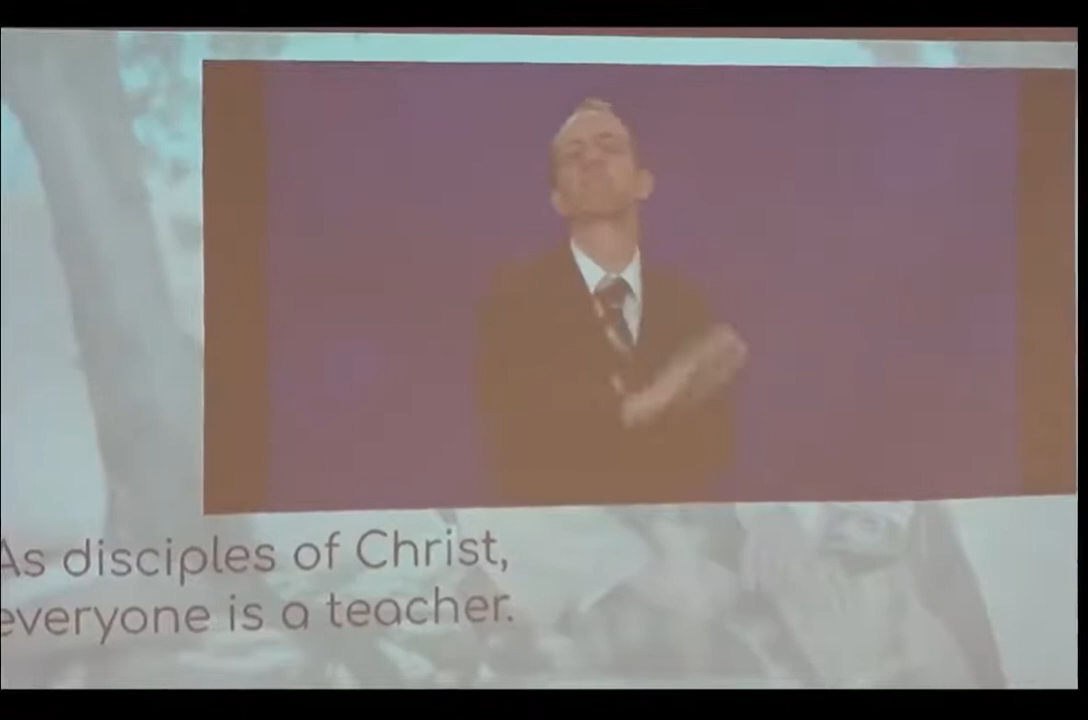 As disciples of Christ,
everyone is a teacher.